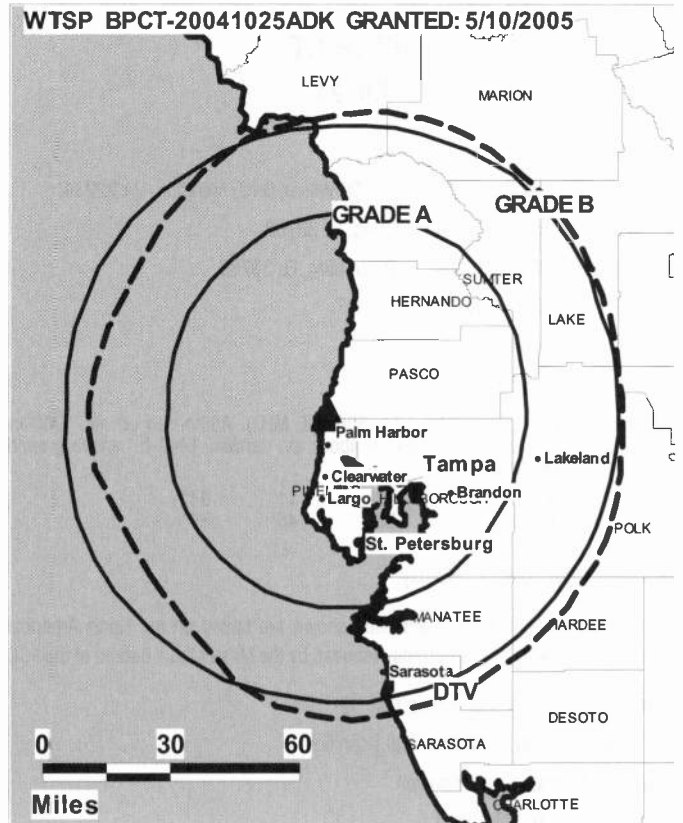 WTSP BPCT-20041025ADK GRANTED: 5/10/2005
LEVY
MARION
GRADE A
GRADE B
SUMTER
HERNANDO
LAKE
PASCO
Palm Harbor
Tampa
Lakeland
Clearwater
Largo
Brandon
POLK
St. Petersburg
MANATEE
HARDEE
Sarasota
DTV
DESOTO
0 30 60
SARASOTA
Miles
CHARLOTTE